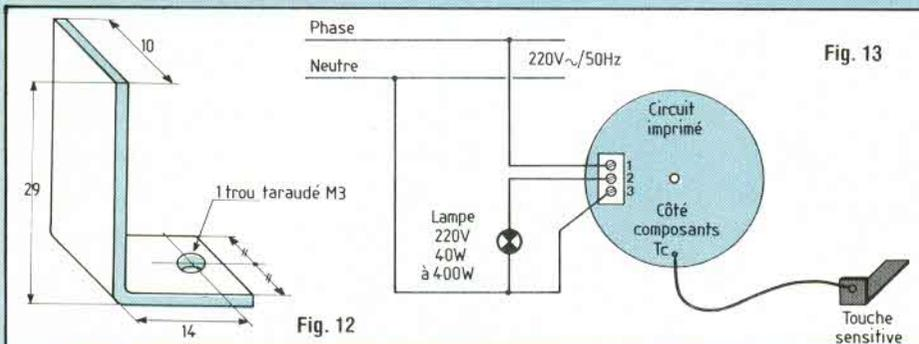 10
29
1 trou taraudé M3
14
Fig. 12
Phase
Neutre
220V~/50Hz
Fig. 13
Circuit
imprimé
1
2
3
Côté
composants
Tc
Lampe
220V
40W
à 400W
Touche
sensitive